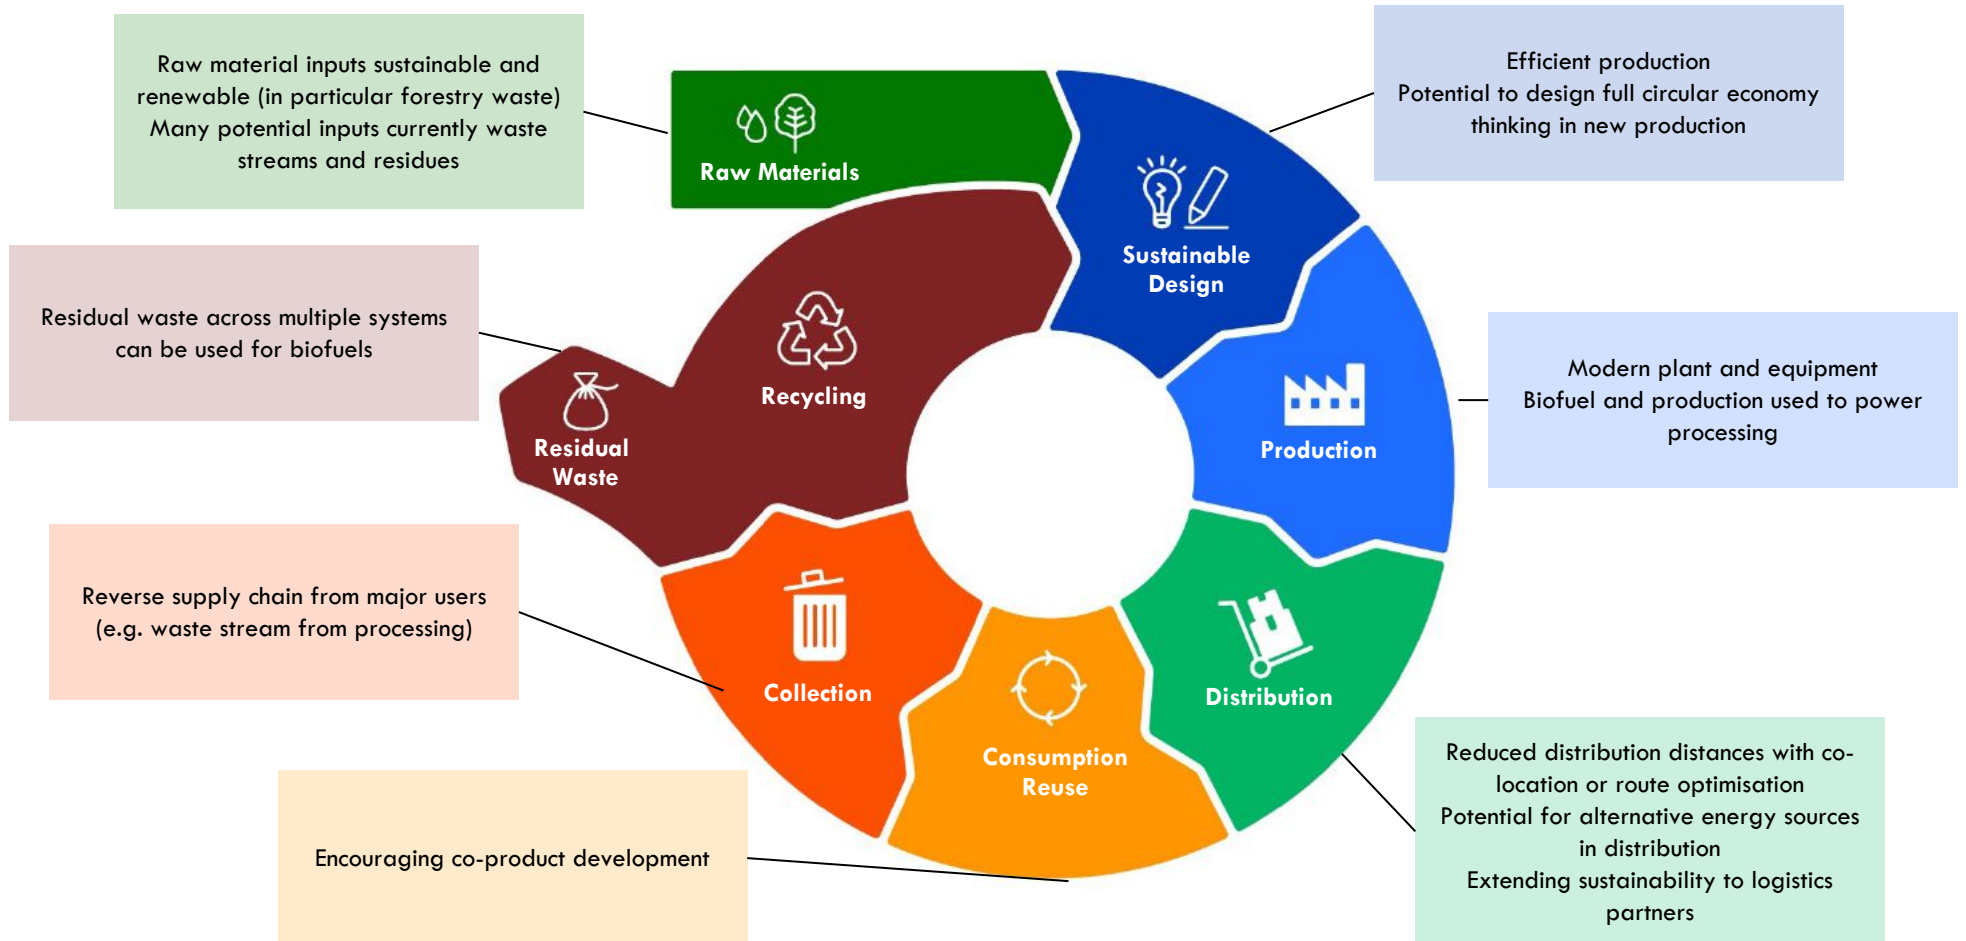 Raw material inputs sustainable and
renewable (in particular forestry waste)
Many potential inputs currently waste
streams and residues
Raw Materials
Efficient production
Potential to design full circular economy
thinking in new production
Sustainable
Design
Residual waste across multiple systems
can be used for biofuels
Recycling
Residual
Waste
Production
Modern plant and equipment
Biofuel and production used to power
processing
Reverse supply chain from major users
(e.g. waste stream from processing)
Collection
Consumption
Reuse
Distribution
Reduced distribution distances with co-
location or route optimisation
Potential for alternative energy sources
in distribution
Extending sustainability to logistics
partners
Encouraging co-product development